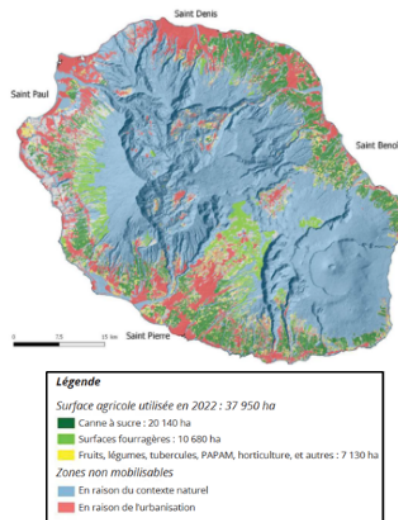 Saint Denis
Saint Paul
Saint Benoî
Saint Pierre
0 7.5 15 km
Légende
Surface agricole utilisée en 2022 : 37 950 ha
Canne à sucre : 20 140 ha
Surfaces fourragères : 10 680 ha
Fruits, légumes, tubercules, PAPAM, horticulture, et autres : 7 130 ha
Zones non mobilisables
En raison du contexte naturel
En raison de l'urbanisation